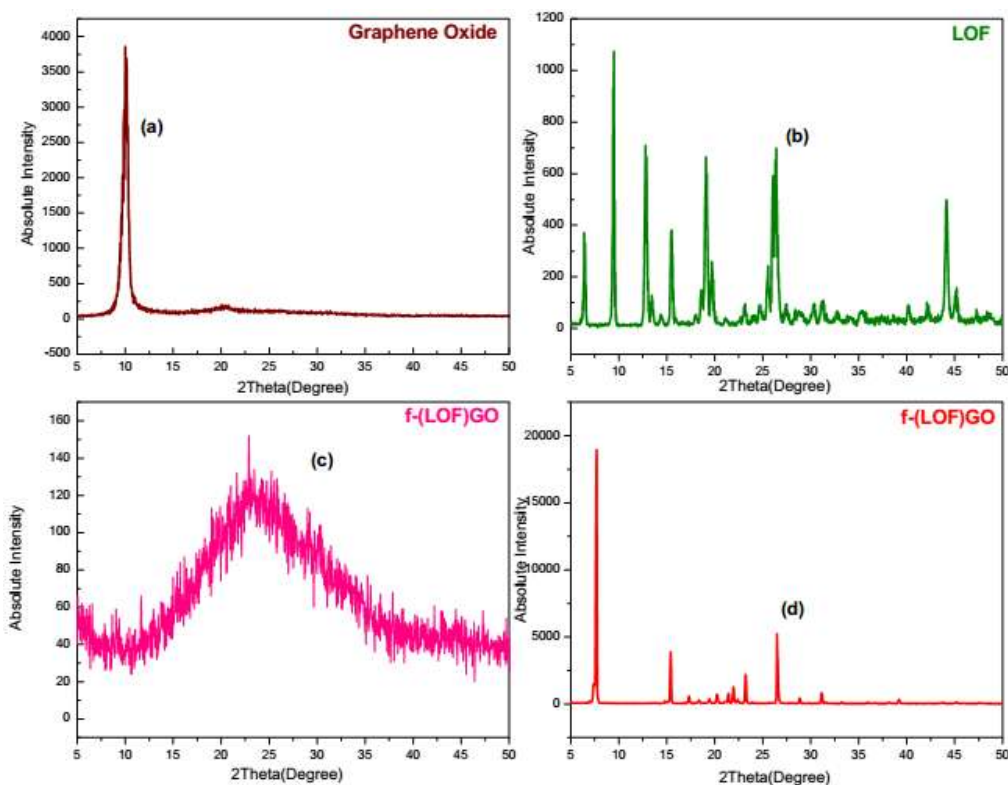 Graphene Oxide
(a)
Absolute Intensity
4000
3500
3000
2500
2000
1500
1000
500
0
-500
5 10 15 20 25 30 35 40 45 50
2Theta(Degree)
LOF
(b)
Absolute Intensity
1200
1000
800
600
400
200
0
5 10 15 20 25 30 35 40 45 50
2Theta(Degree)
f-(LOF)GO
(c)
Absolute Intensity
160
140
120
100
80
60
40
20
0
5 10 15 20 25 30 35 40 45 50
2Theta(Degree)
f-(LOF)GO
(d)
Absolute Intensity
20000
15000
10000
5000
0
5 10 15 20 25 30 35 40 45 50
2Theta(Degree)